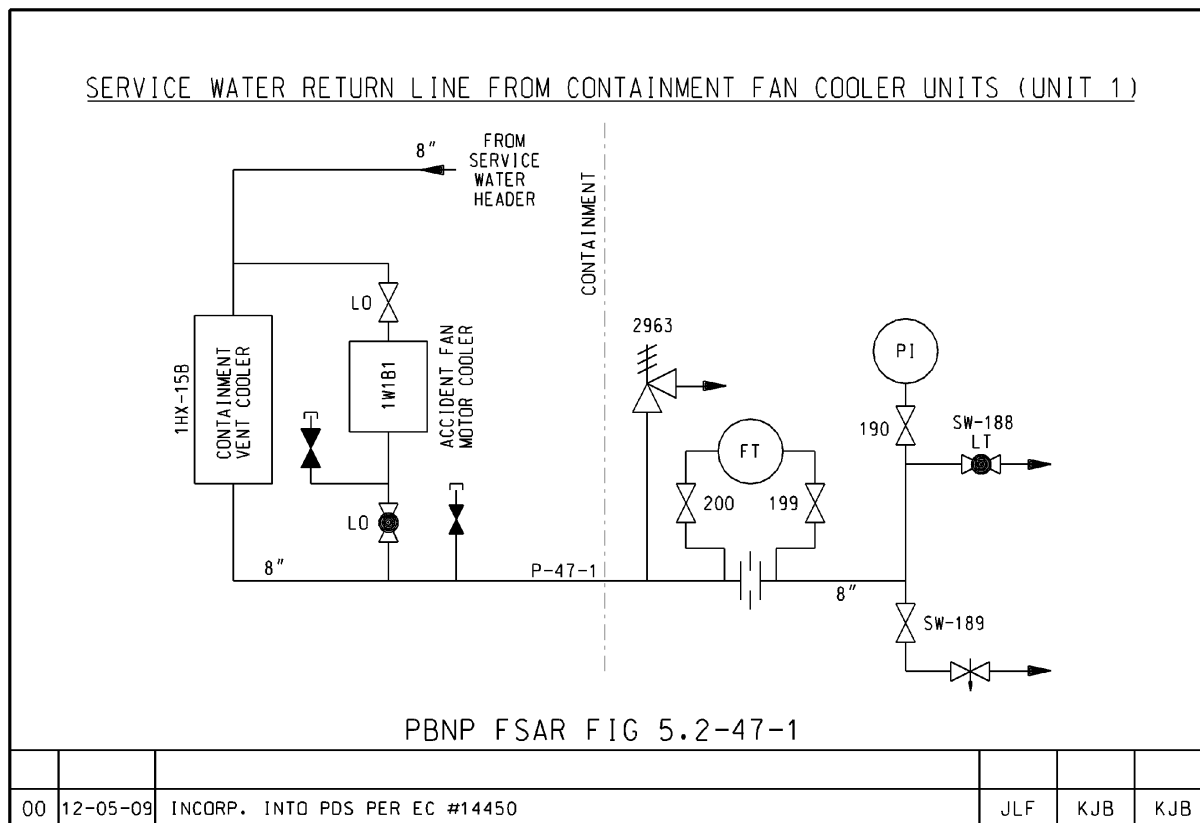 SERVICE WATER RETURN LINE FROM CONTAINMENT FAN COOLER UNITS (UNIT 1)
8"
FROM
SERVICE
WATER
HEADER
CONTAINMENT
LO
1HX-15B
CONTAINMENT
VENT COOLER
1W1B1
ACCIDENT FAN
MOTOR COOLER
LO
8"
P-47-1
2963
FT
200
199
PI
190
SW-188
LT
8"
SW-189
PBNP FSAR FIG 5.2-47-1
00 12-05-09 INCORP. INTO PDS PER EC #14450 JLF KJB KJB